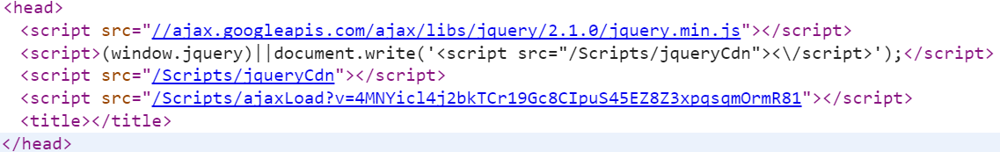 <head>
<script src="//ajax.googleapis.com/ajax/libs/jquery/2.1.0/jquery.min.js"></script>
<script>(window.jquery)||document.write('<script src="/Scripts/jqueryCdn"><\/script>');</script>
<script src="/Scripts/jqueryCdn"></script>
<script src="/Scripts/ajaxLoad?v=4MNYicl4j2bkTCr19Gc8CIpuS45EZ8Z3xpqsqmOrmR81"></script>
<title></title>
</head>